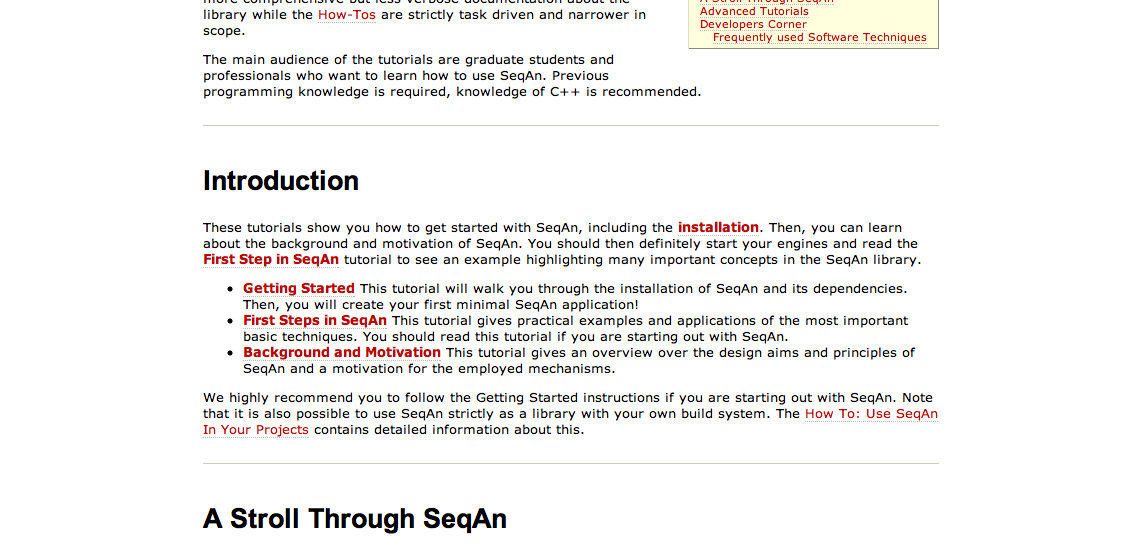 more comprehensive but less verbose documentation about the
library while the How-Tos are strictly task driven and narrower in
scope.
A Stroll Through SeqAn
Advanced Tutorials
Developers Corner
Frequently used Software Techniques
The main audience of the tutorials are graduate students and
professionals who want to learn how to use SeqAn. Previous
programming knowledge is required, knowledge of C++ is recommended.
Introduction
These tutorials show you how to get started with SeqAn, including the installation. Then, you can learn
about the background and motivation of SeqAn. You should then definitely start your engines and read the
First Step in SeqAn tutorial to see an example highlighting many important concepts in the SeqAn library.
• Getting Started This tutorial will walk you through the installation of SeqAn and its dependencies.
Then, you will create your first minimal SeqAn application!
• First Steps in SeqAn This tutorial gives practical examples and applications of the most important
basic techniques. You should read this tutorial if you are starting out with SeqAn.
• Background and Motivation This tutorial gives an overview over the design aims and principles of
SeqAn and a motivation for the employed mechanisms.
We highly recommend you to follow the Getting Started instructions if you are starting out with SeqAn. Note
that it is also possible to use SeqAn strictly as a library with your own build system. The How To: Use SeqAn
In Your Projects contains detailed information about this.
A Stroll Through SeqAn